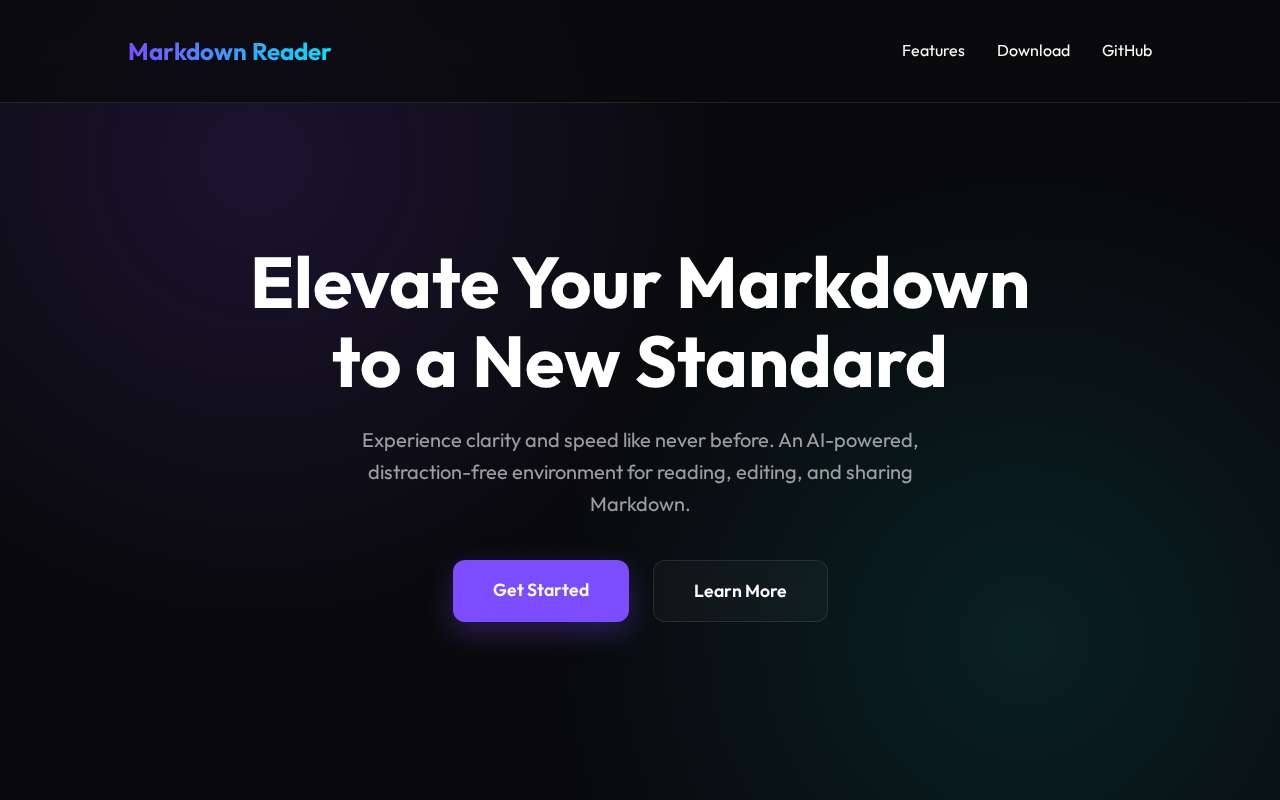 Markdown Reader
Features
Download
GitHub
Elevate Your Markdown
to a New Standard
Experience clarity and speed like never before. An AI-powered,
distraction-free environment for reading, editing, and sharing
Markdown.
Get Started
Learn More